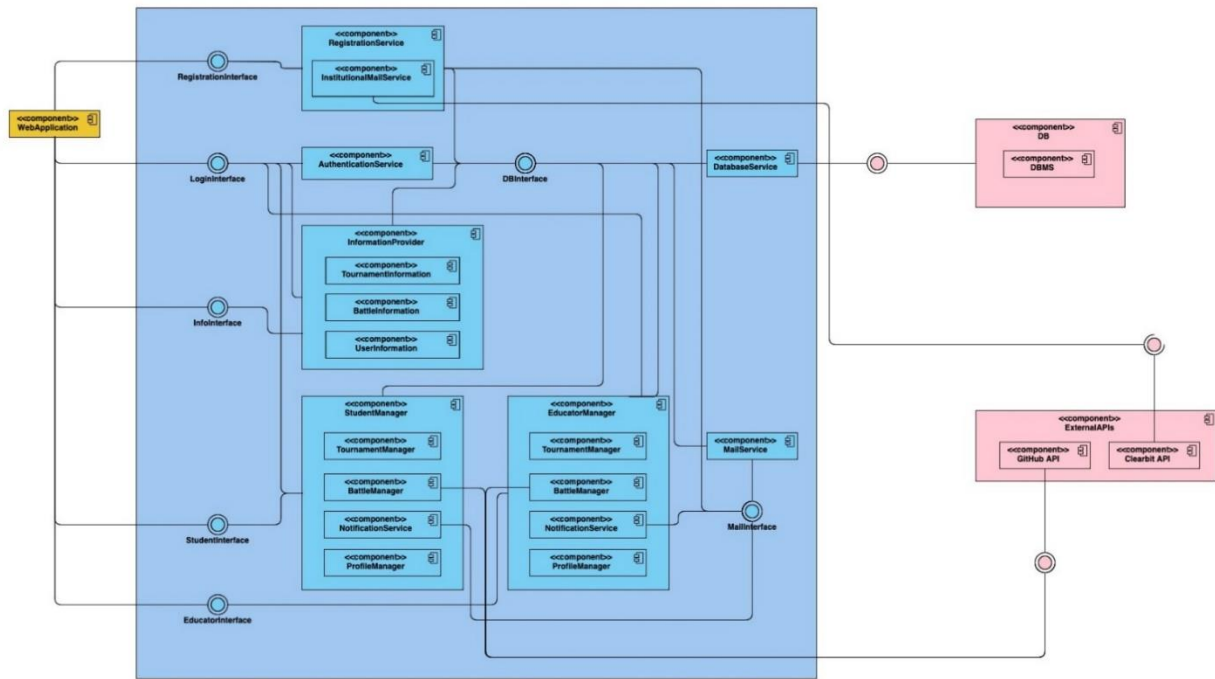 <<component>>
RegistrationService
<<component>>
InstitutionalMailService
RegistrationInterface
<<component>>
WebApplication
<<component>>
DB
<<component>>
DBMS
<<component>>
AuthenticationService
<<component>>
DatabaseService
LoginInterface
DBInterface
<<component>>
InformationProvider
<<component>>
TournamentInformation
<<component>>
BattleInformation
InfoInterface
<<component>>
UserInformation
<<component>>
StudentManager
<<component>>
EducatorManager
<<component>>
ExternalAPIs
<<component>>
TournamentManager
<<component>>
TournamentManager
<<component>>
MailService
<<component>>
GitHub API
<<component>>
Clearbit API
<<component>>
BattleManager
<<component>>
BattleManager
<<component>>
NotificationService
<<component>>
NotificationService
MailInterface
StudentInterface
<<component>>
ProfileManager
<<component>>
ProfileManager
EducatorInterface